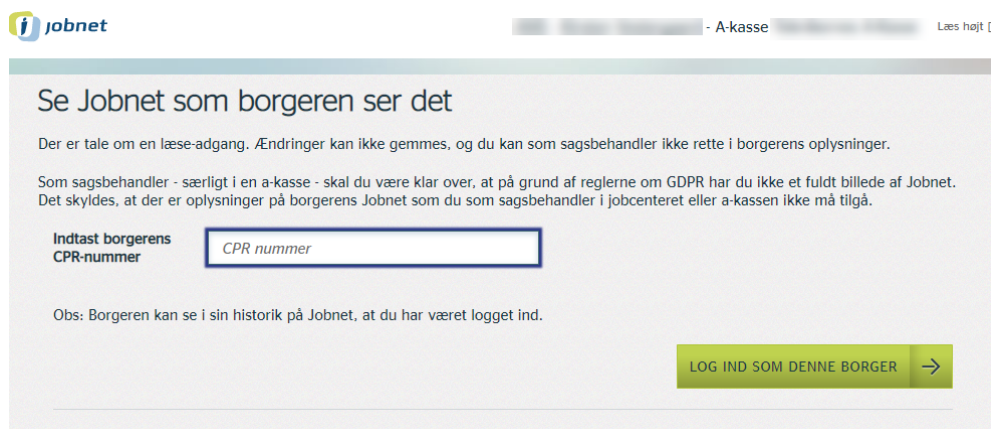 jobnet
- A-kasse
Læs højt
Se Jobnet som borgeren ser det
Der er tale om en læse-adgang. Ændringer kan ikke gemmes, og du kan som sagsbehandler ikke rette i borgerens oplysninger.
Som sagsbehandler - særligt i en a-kasse - skal du være klar over, at på grund af reglerne om GDPR har du ikke et fuldt billede af Jobnet.
Det skyldes, at der er oplysninger på borgerens Jobnet som du som sagsbehandler i jobcenteret eller a-kassen ikke må tilgå.
Indtast borgerens
CPR-nummer
CPR nummer
Obs: Borgeren kan se i sin historik på Jobnet, at du har været logget ind.
LOG IND SOM DENNE BORGER